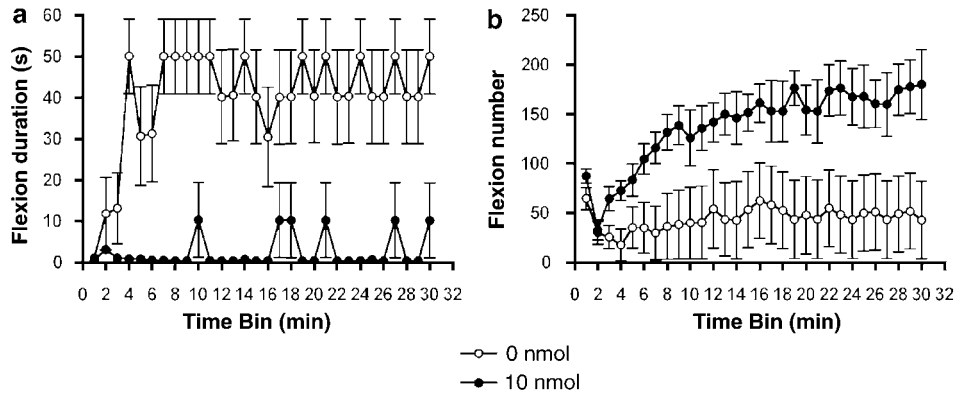 a
b
Flexion duration (s)
60
50
40
30
20
10
0
0 2 4 6 8 10 12 14 16 18 20 22 24 26 28 30 32
Time Bin (min)
Flexion number
250
200
150
100
50
0
0 2 4 6 8 10 12 14 16 18 20 22 24 26 28 30 32
Time Bin (min)
0 nmol
10 nmol